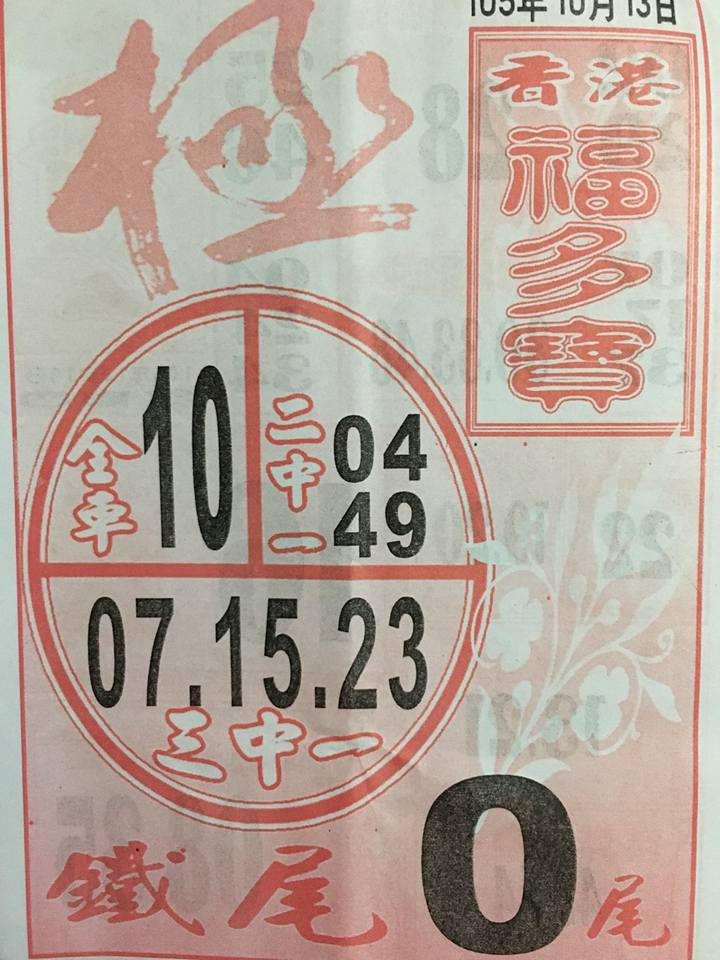 105年10月13日
極
香港
福多寶
全車
10
二中一
04
49
07.15.23
三中一
鐵尾
0尾